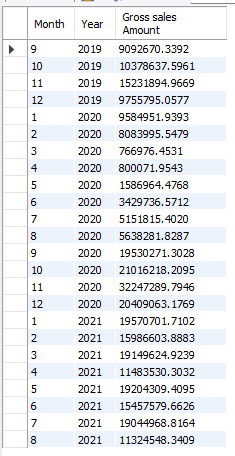 Month Year Gross sales Amount
9 2019 9092670.3392
10 2019 10378637.5961
11 2019 15231894.9669
12 2019 9755795.0577
1 2020 9584951.9393
2 2020 8083995.5479
3 2020 766976.4531
4 2020 800071.9543
5 2020 1586964.4768
6 2020 3429736.5712
7 2020 5151815.4020
8 2020 5638281.8287
9 2020 19530271.3028
10 2020 21016218.2095
11 2020 32247289.7946
12 2020 20409063.1769
1 2021 19570701.7102
2 2021 15986603.8883
3 2021 19149624.9239
4 2021 11483530.3032
5 2021 19204309.4095
6 2021 15457579.6626
7 2021 19044968.8164
8 2021 11324548.3409